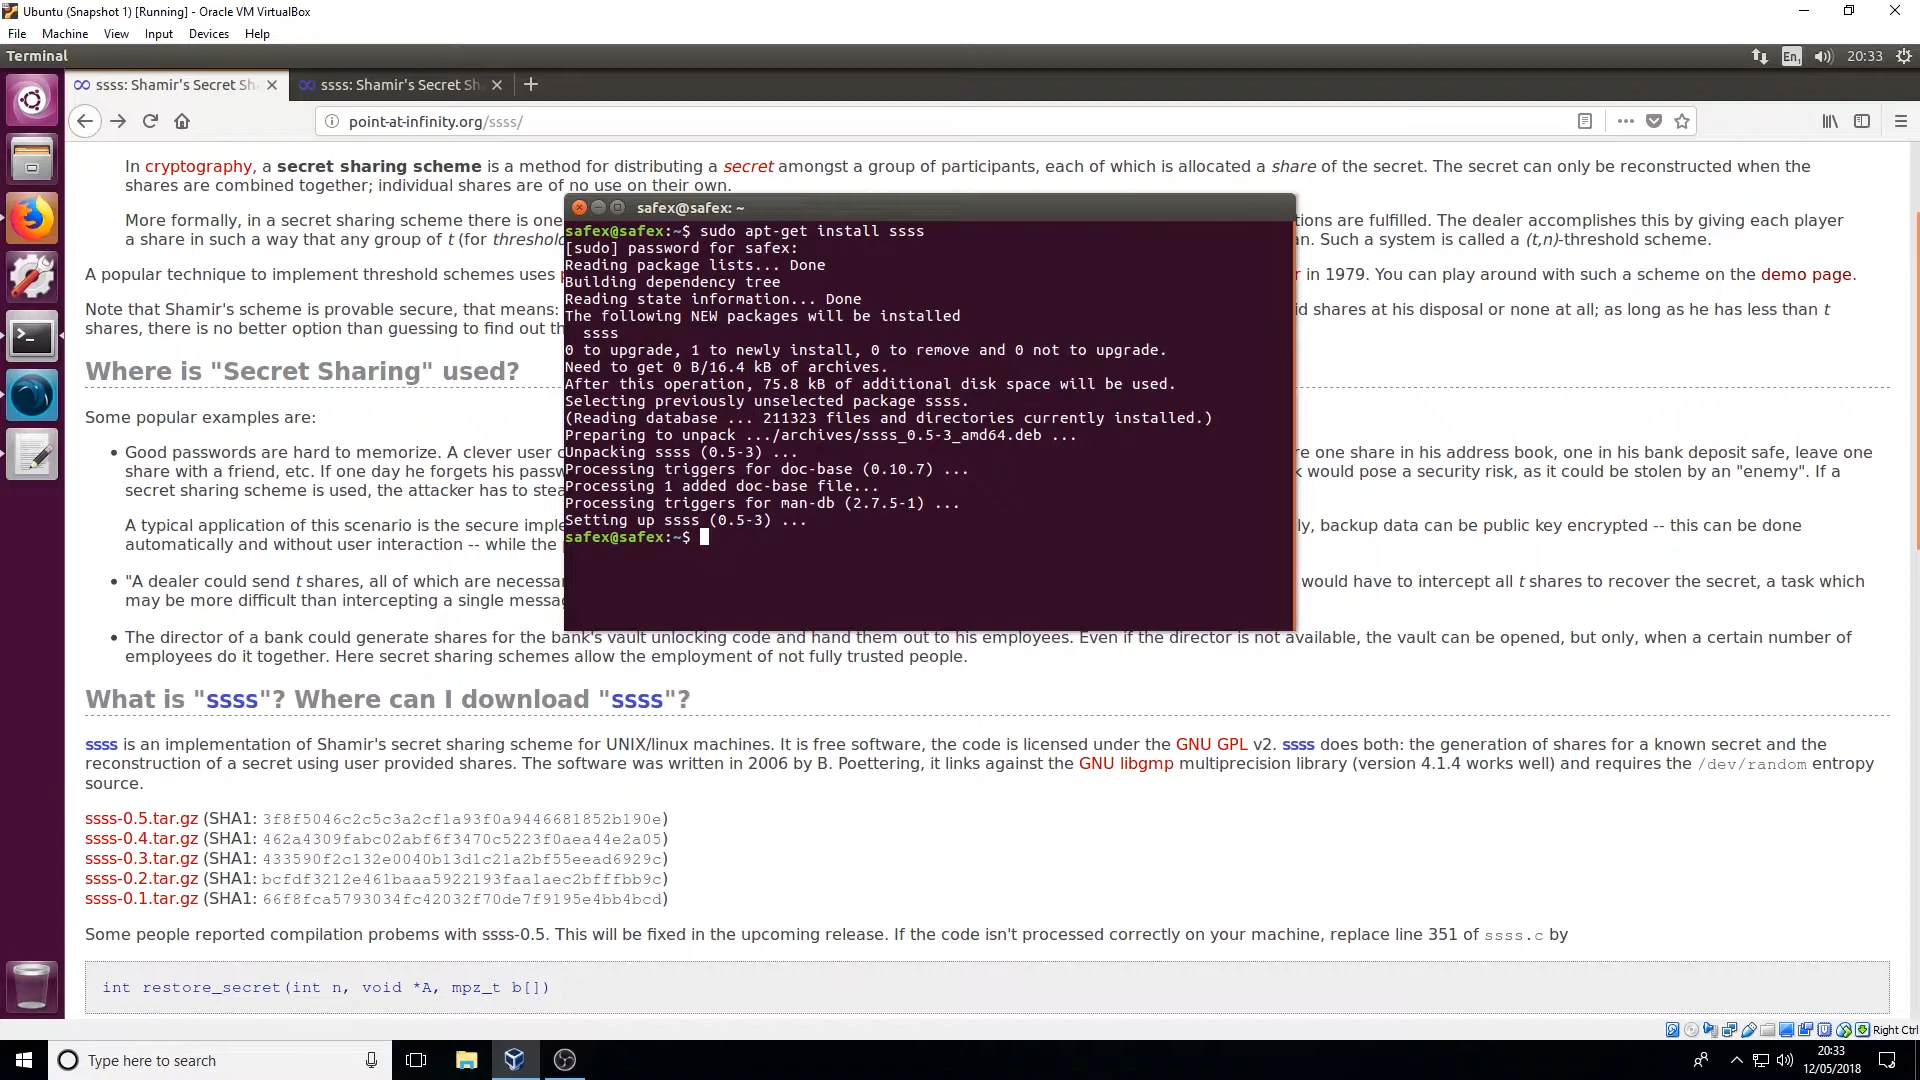 Ubuntu (Snapshot 1) [Running] - Oracle VM VirtualBox
File Machine View Input Devices Help
Terminal
En 20:33
ssss: Shamir's Secret Sh
ssss: Shamir's Secret Sh
point-at-infinity.org/ssss/
In cryptography, a secret sharing scheme is a method for distributing a secret amongst a group of participants, each of which is allocated a share of the secret. The secret can only be reconstructed when the
shares are combined together; individual shares are of no use on their own.
More formally, in a secret sharing scheme there is one
tions are fulfilled. The dealer accomplishes this by giving each player
a share in such a way that any group of t (for threshold
n. Such a system is called a (t,n)-threshold scheme.
A popular technique to implement threshold schemes uses
r in 1979. You can play around with such a scheme on the demo page.
Note that Shamir's scheme is provable secure, that means:
id shares at his disposal or none at all; as long as he has less than t
shares, there is no better option than guessing to find out th
Where is "Secret Sharing" used?
Some popular examples are:
Good passwords are hard to memorize. A clever user c
re one share in his address book, one in his bank deposit safe, leave one
share with a friend, etc. If one day he forgets his passw
k would pose a security risk, as it could be stolen by an "enemy". If a
secret sharing scheme is used, the attacker has to stea
A typical application of this scenario is the secure imple
ly, backup data can be public key encrypted -- this can be done
automatically and without user interaction -- while the
"A dealer could send t shares, all of which are necessar
would have to intercept all t shares to recover the secret, a task which
may be more difficult than intercepting a single messag
The director of a bank could generate shares for the bank's vault unlocking code and hand them out to his employees. Even if the director is not available, the vault can be opened, but only, when a certain number of
employees do it together. Here secret sharing schemes allow the employment of not fully trusted people.
safex@safex: ~
safex@safex:~$ sudo apt-get install ssss
[sudo] password for safex:
Reading package lists... Done
Building dependency tree
Reading state information... Done
The following NEW packages will be installed
ssss
0 to upgrade, 1 to newly install, 0 to remove and 0 not to upgrade.
Need to get 0 B/16.4 kB of archives.
After this operation, 75.8 kB of additional disk space will be used.
Selecting previously unselected package ssss.
(Reading database ... 211323 files and directories currently installed.)
Preparing to unpack .../archives/ssss_0.5-3_amd64.deb ...
Unpacking ssss (0.5-3) ...
Processing triggers for doc-base (0.10.7) ...
Processing 1 added doc-base file...
Processing triggers for man-db (2.7.5-1) ...
Setting up ssss (0.5-3) ...
safex@safex:~$
What is "ssss"? Where can I download "ssss"?
ssss is an implementation of Shamir's secret sharing scheme for UNIX/linux machines. It is free software, the code is licensed under the GNU GPL v2. ssss does both: the generation of shares for a known secret and the
reconstruction of a secret using user provided shares. The software was written in 2006 by B. Poettering, it links against the GNU libgmp multiprecision library (version 4.1.4 works well) and requires the /dev/random entropy
source.
ssss-0.5.tar.gz (SHA1: 3f8f5046c2c5c3a2cf1a93f0a9446681852b190e)
ssss-0.4.tar.gz (SHA1: 462a4309fabc02abf6f3470c5223f0aea44e2a05)
ssss-0.3.tar.gz (SHA1: 433590f2c132e0040b13d1c21a2bf55eead6929c)
ssss-0.2.tar.gz (SHA1: bcfdf3212e461baaa5922193faa1aec2bfffbb9c)
ssss-0.1.tar.gz (SHA1: 66f8fca5793034fc42032f70de7f9195e4bb4bcd)
Some people reported compilation probems with ssss-0.5. This will be fixed in the upcoming release. If the code isn't processed correctly on your machine, replace line 351 of ssss.c by
int restore_secret(int n, void *A, mpz_t b[])
Right Ctrl
Type here to search
20:33
12/05/2018